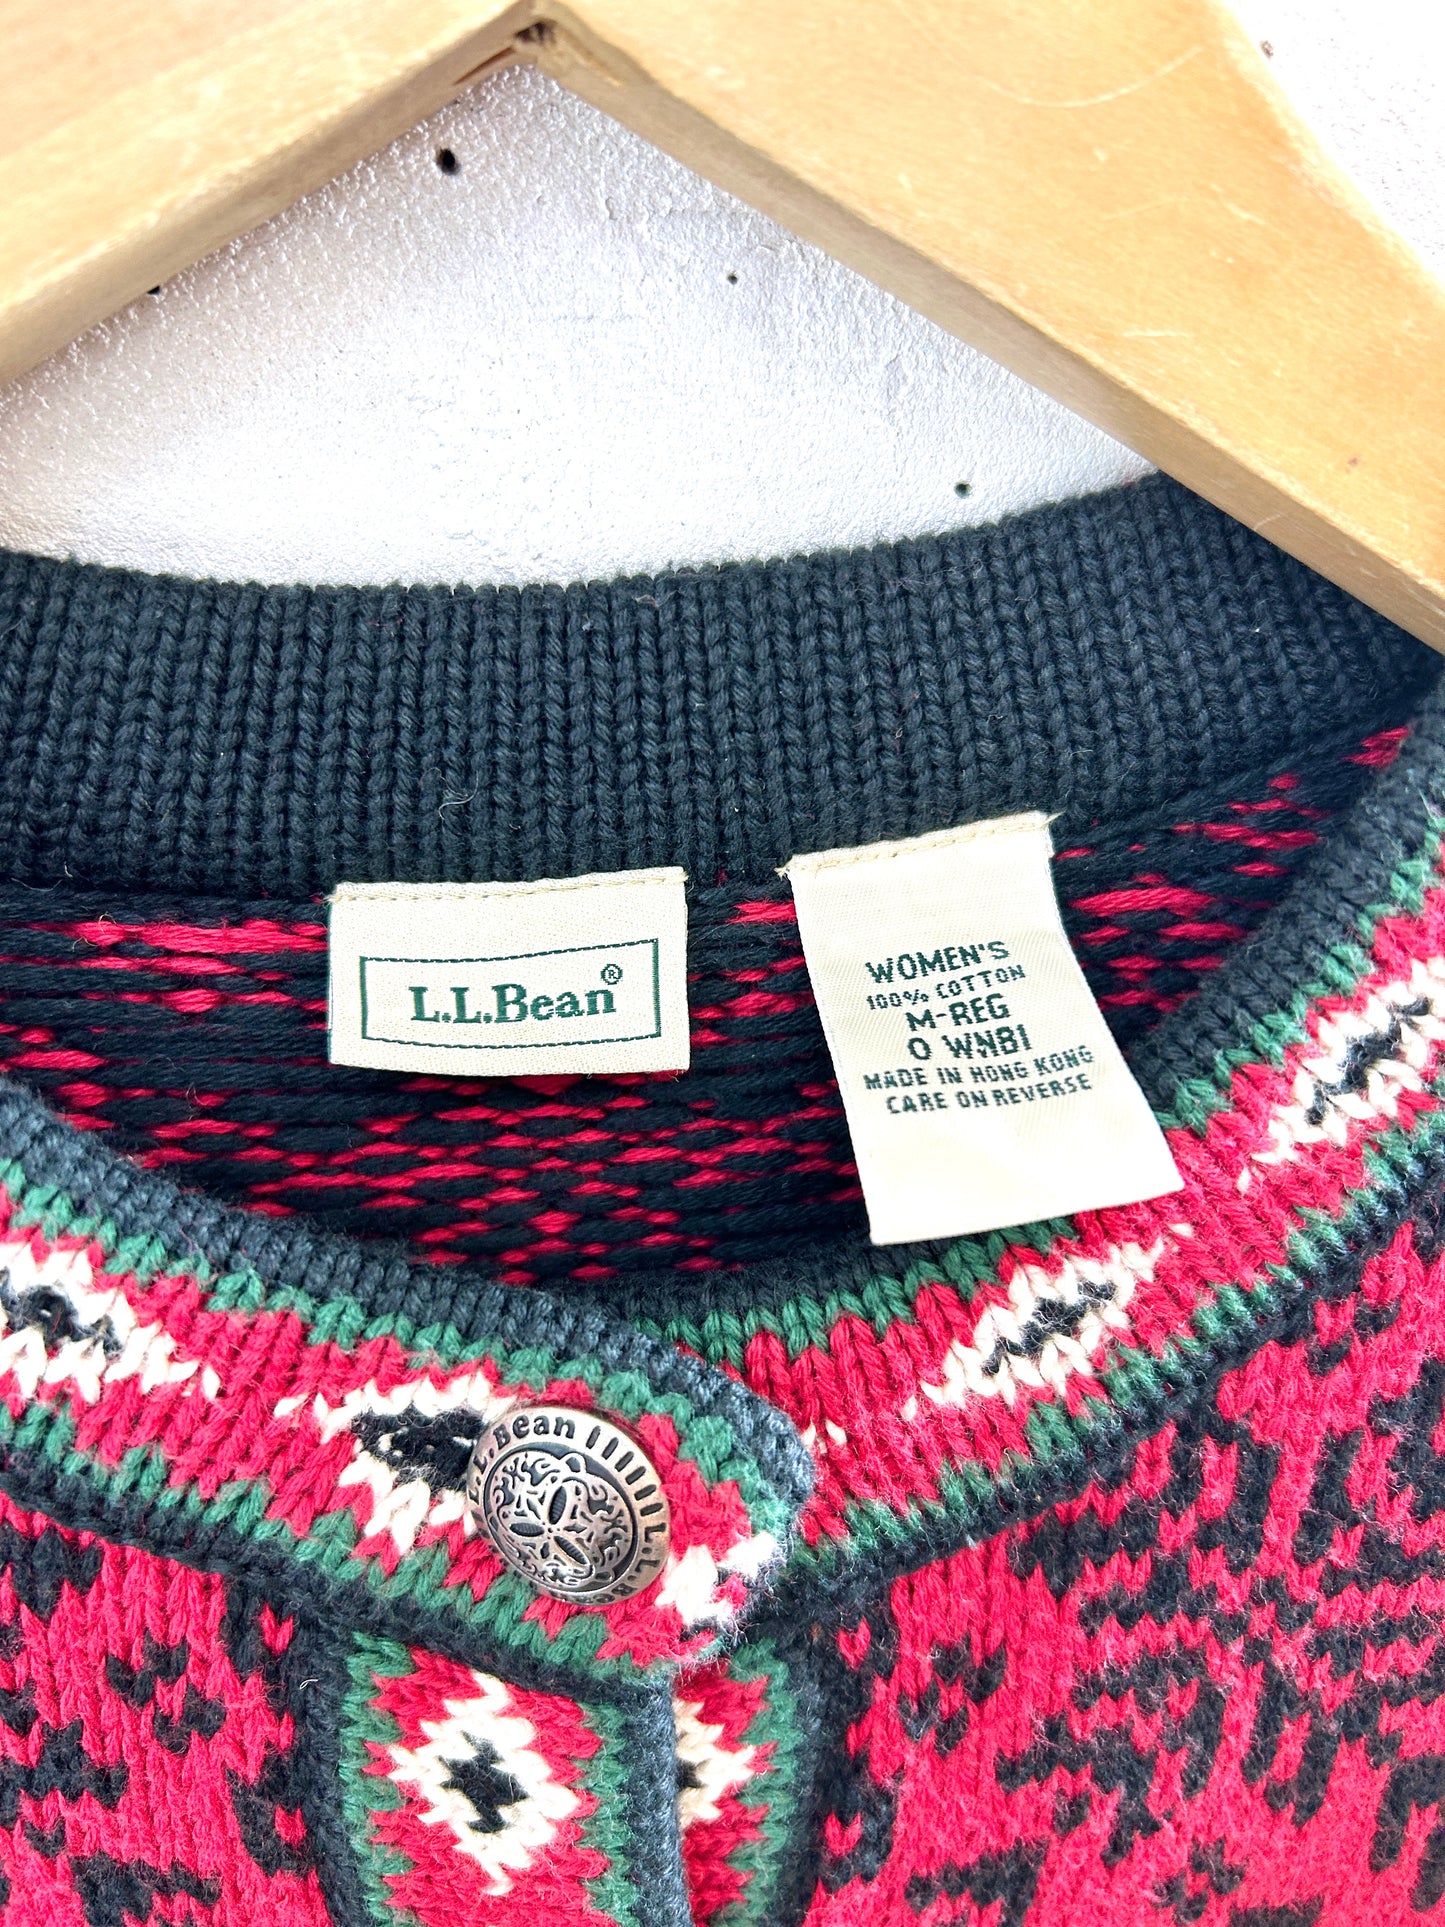 L.L.Bean®
WOMEN'S
100% COTTON
M-REG
0 WNB1
MADE IN HONG KONG
CARE ON REVERSE
L.L.Bean